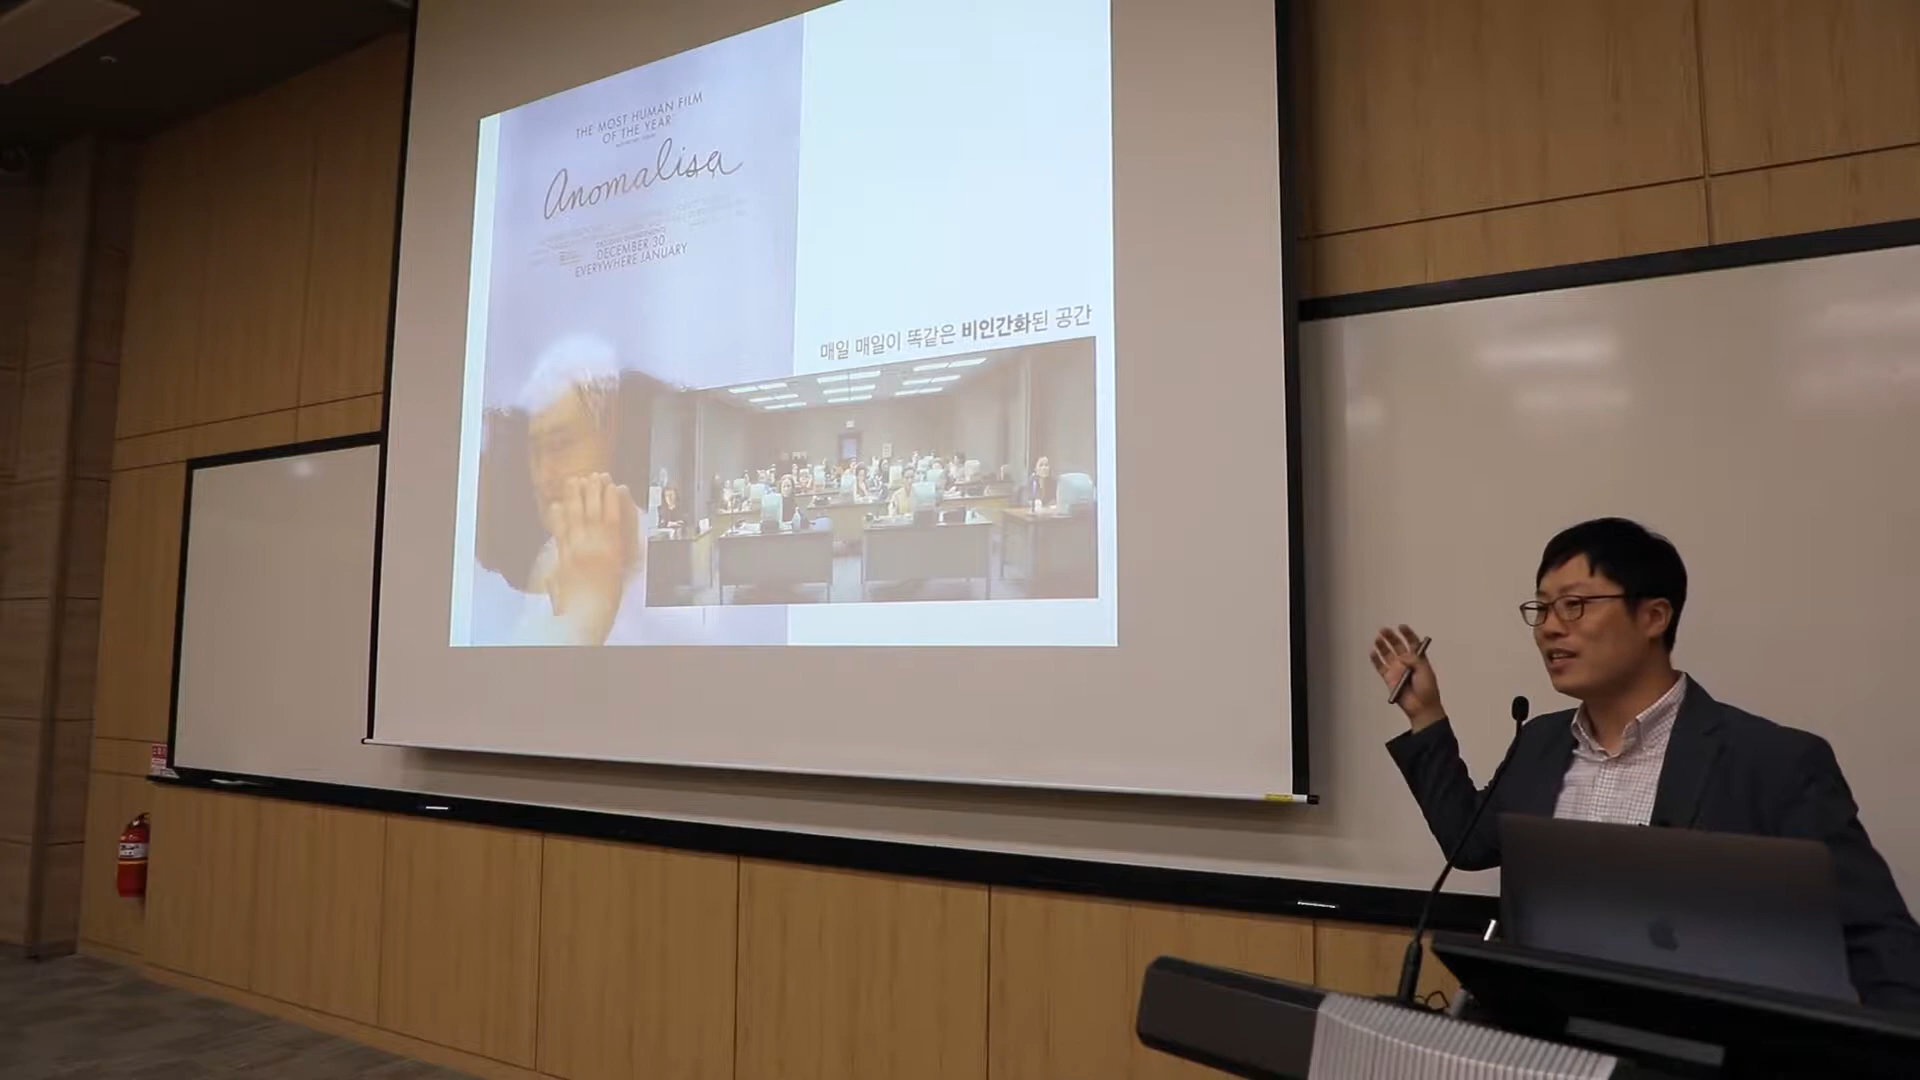 THE MOST HUMAN FILM
OF THE YEAR
Anomalisa
DECEMBER 30
EVERYWHERE JANUARY
매일 매일이 똑같은 비인간화된 공간